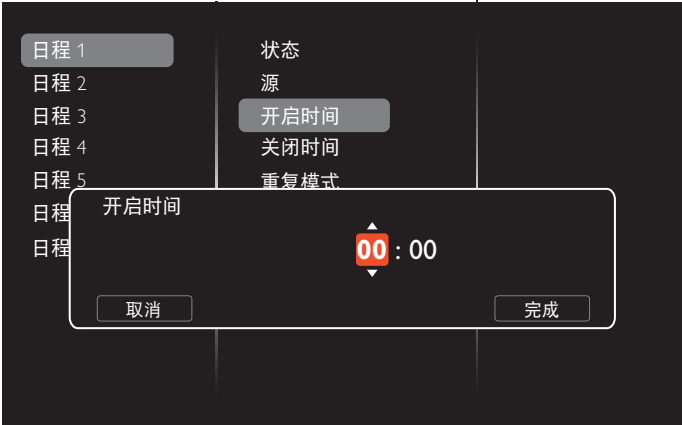 日程 1
日程 2
日程 3
日程 4
日程 5
日程
日程
状态
源
开启时间
关闭时间
重复模式
开启时间
00 : 00
取消
完成